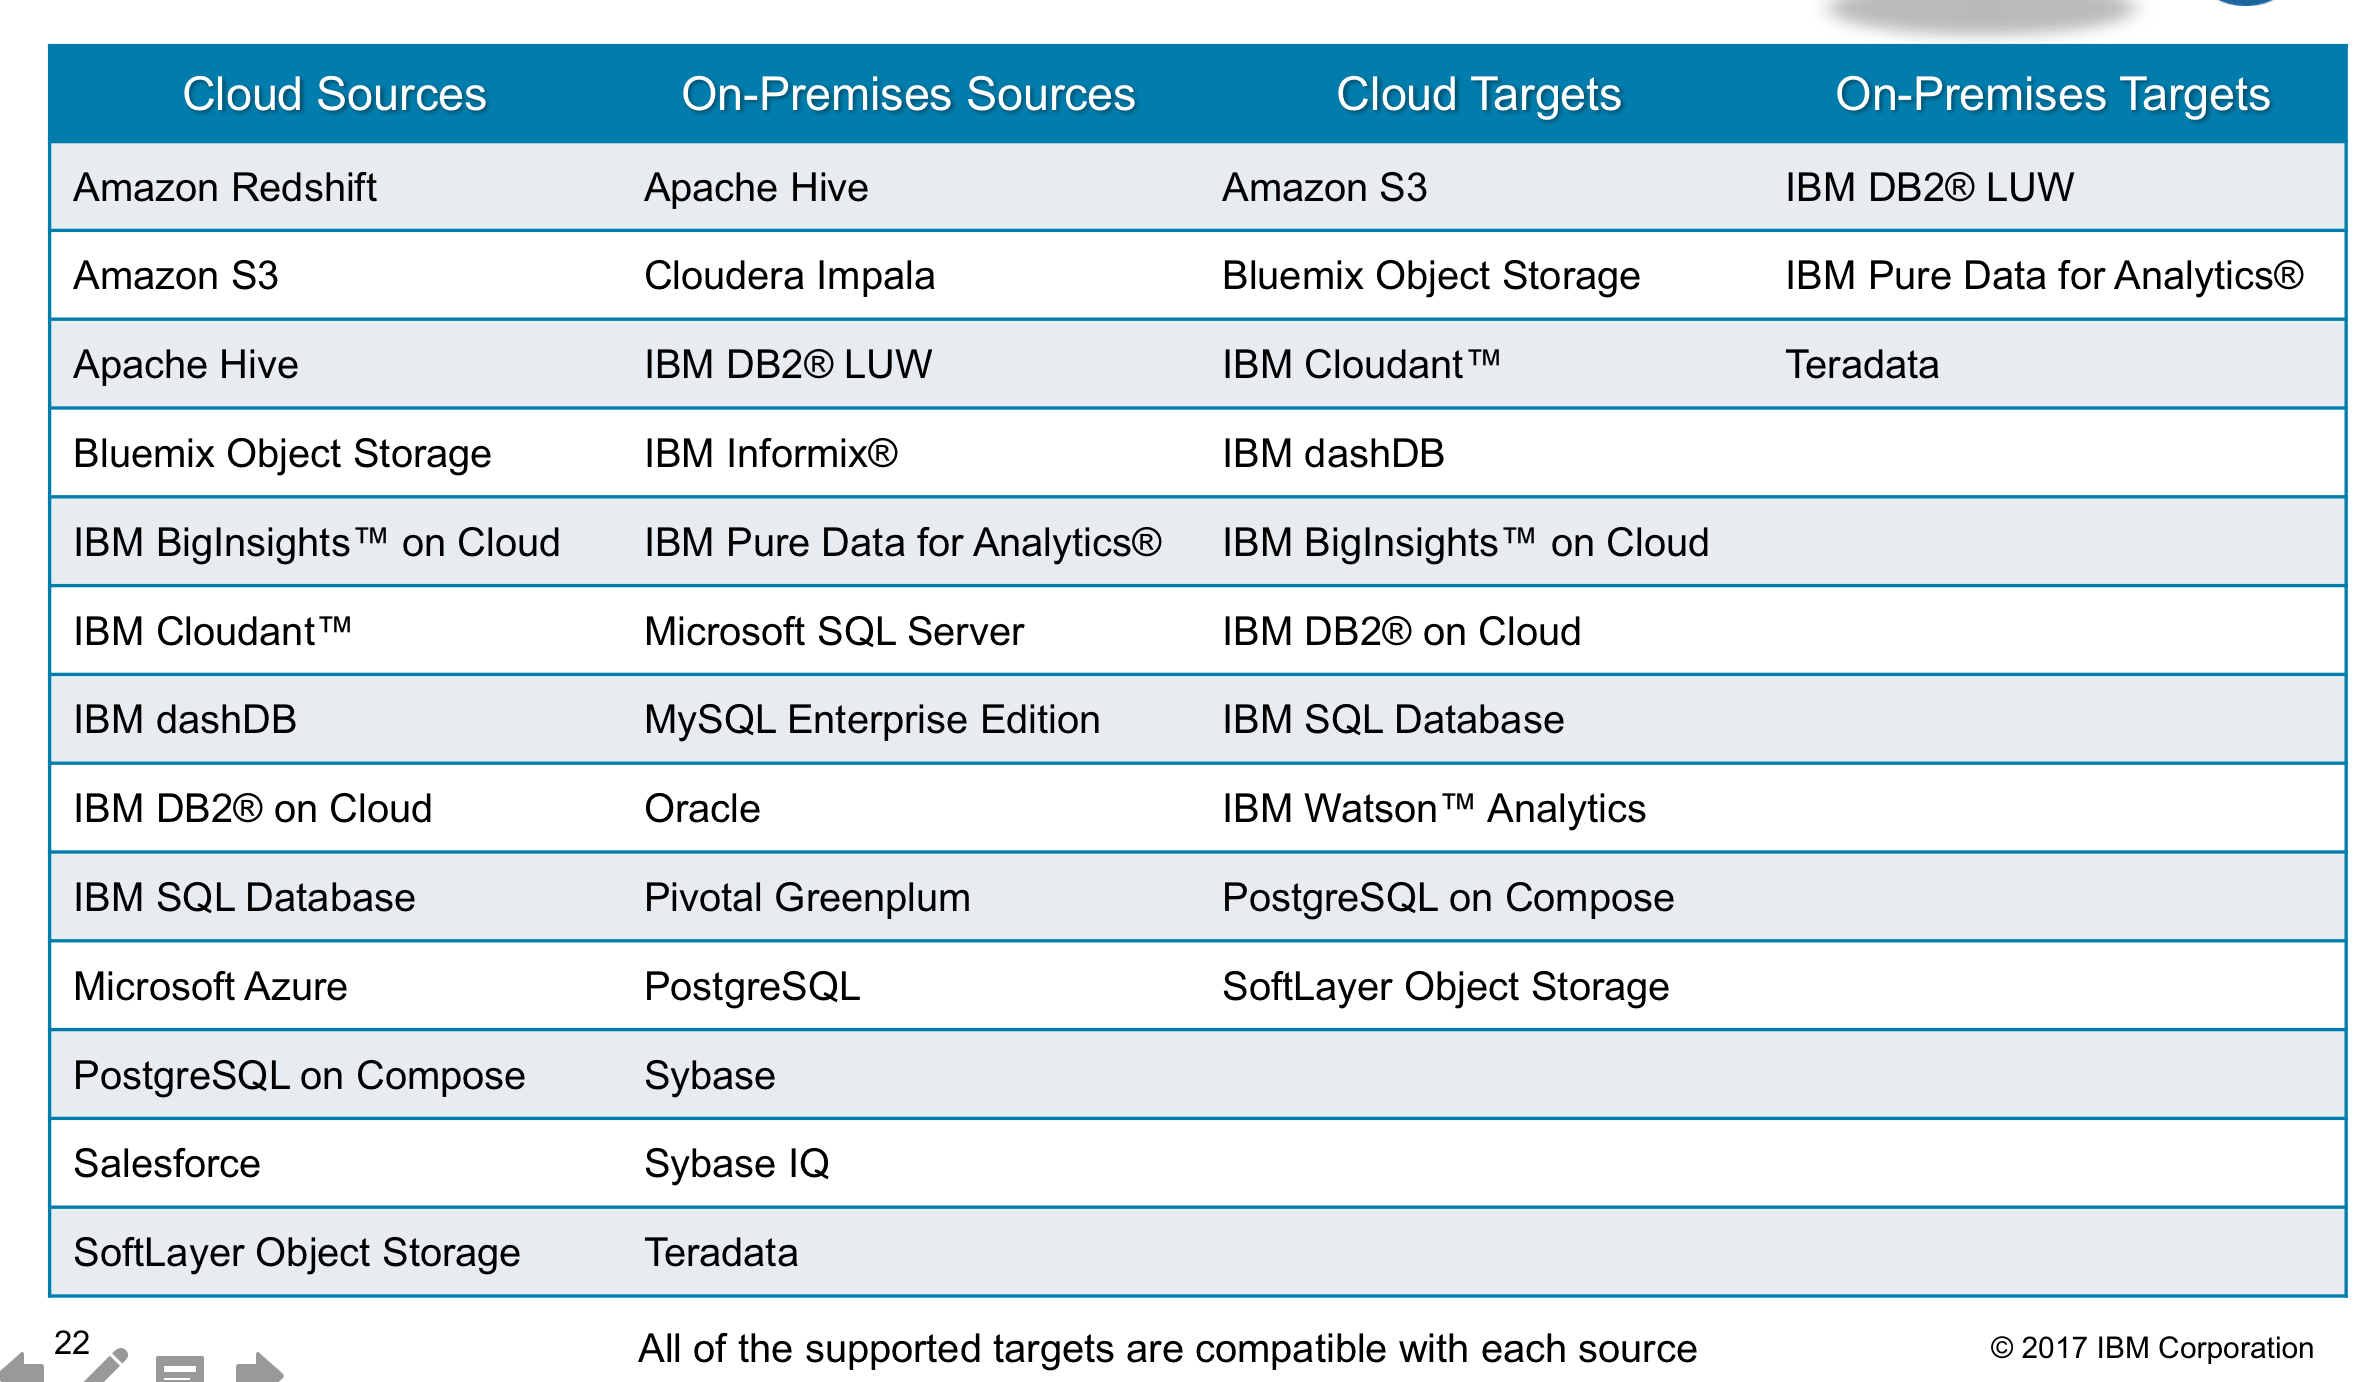 Cloud Sources On-Premises Sources Cloud Targets On-Premises Targets
Amazon Redshift Apache Hive Amazon S3 IBM DB2® LUW
Amazon S3 Cloudera Impala Bluemix Object Storage IBM Pure Data for Analytics®
Apache Hive IBM DB2® LUW IBM Cloudant™ Teradata
Bluemix Object Storage IBM Informix® IBM dashDB
IBM BigInsights™ on Cloud IBM Pure Data for Analytics® IBM BigInsights™ on Cloud
IBM Cloudant™ Microsoft SQL Server IBM DB2® on Cloud
IBM dashDB MySQL Enterprise Edition IBM SQL Database
IBM DB2® on Cloud Oracle IBM Watson™ Analytics
IBM SQL Database Pivotal Greenplum PostgreSQL on Compose
Microsoft Azure PostgreSQL SoftLayer Object Storage
PostgreSQL on Compose Sybase
Salesforce Sybase IQ
SoftLayer Object Storage Teradata
22 All of the supported targets are compatible with each source © 2017 IBM Corporation